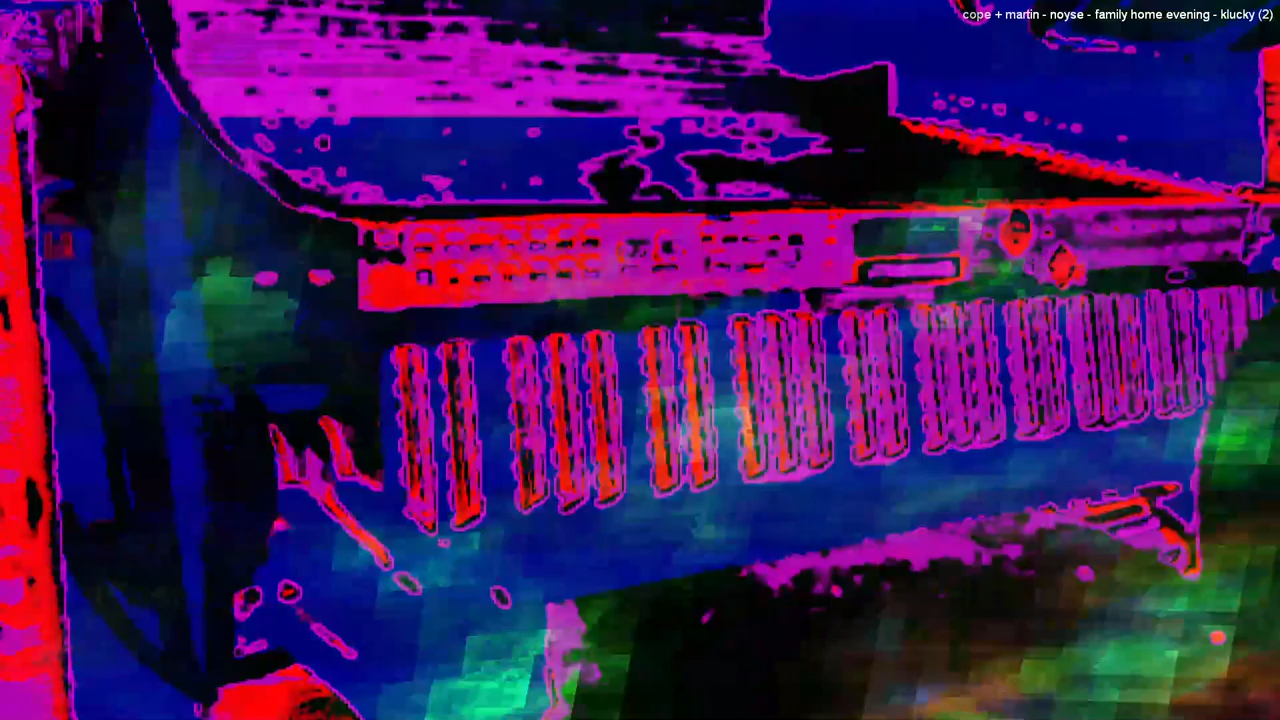 cope + martin - noyse - family home evening - klucky (2)